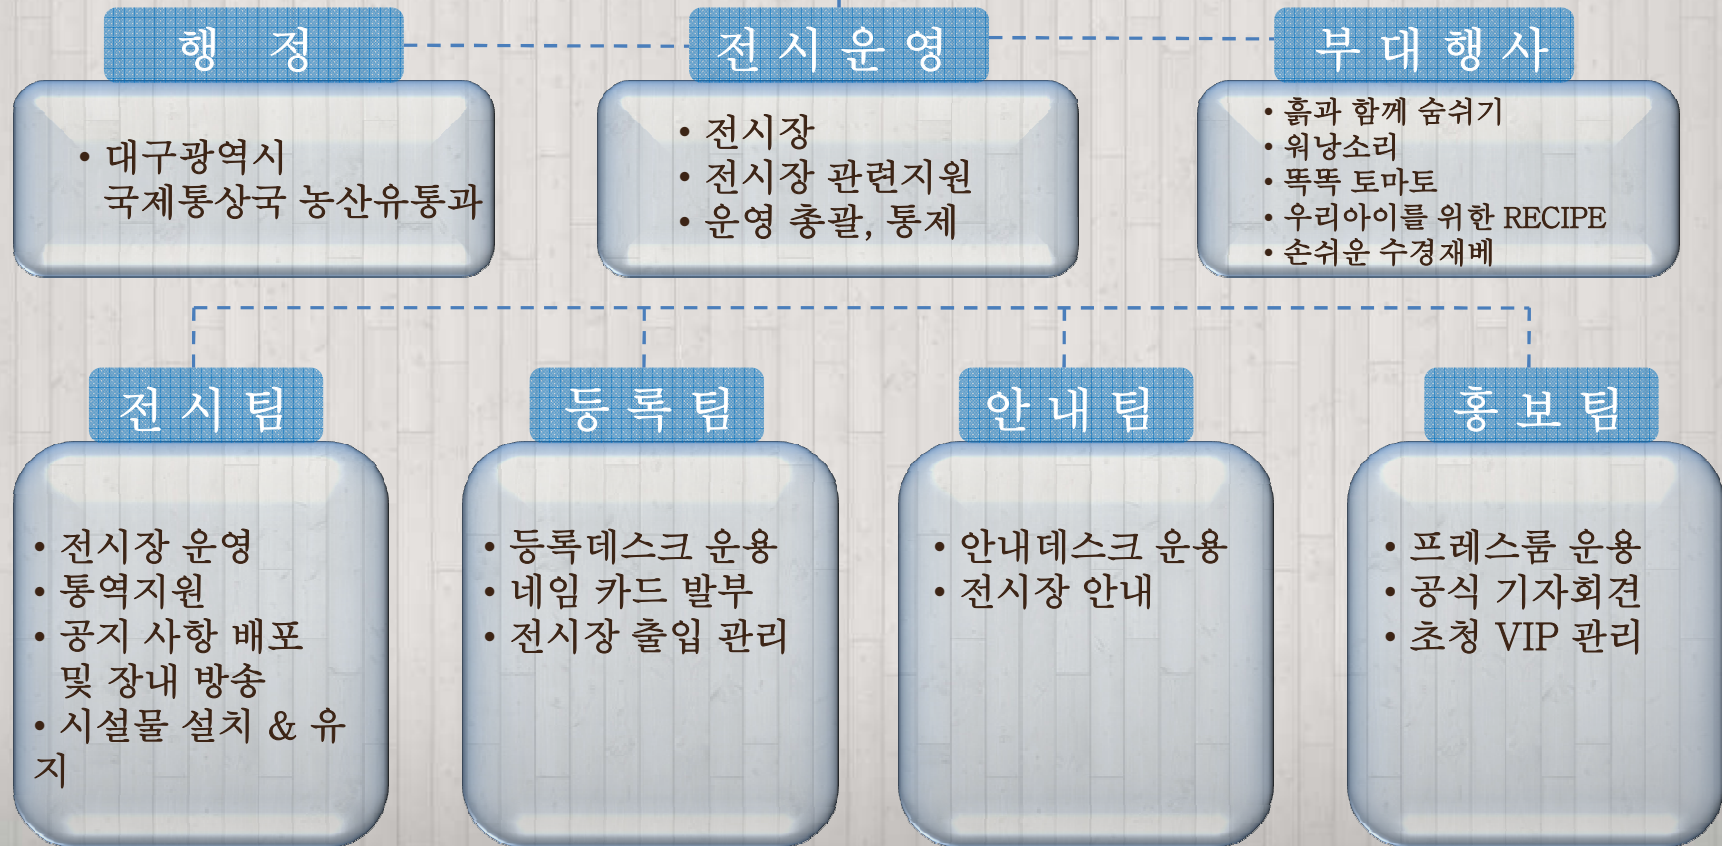 행 정
전시운영
부대행사
• 대구광역시
국제통상국 농산유통과
• 전시장
• 전시장 관련지원
• 운영 총괄, 통제
• 흙과 함께 숨쉬기
• 워낭소리
• 똑똑 토마토
• 우리아이를 위한 RECIPE
• 손쉬운 수경재베
전시팀
등록팀
안내팀
홍보팀
• 전시장 운영
• 통역지원
• 공지 사항 배포
및 장내 방송
• 시설물 설치 & 유
지
• 등록데스크 운용
• 네임 카드 발부
• 전시장 출입 관리
• 안내데스크 운용
• 전시장 안내
• 프레스룸 운용
• 공식 기자회견
• 초청 VIP 관리